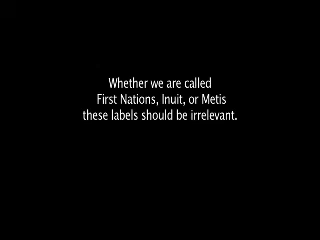 Whether we are called
First Nations, Inuit, or Metis
these labels should be irrelevant.